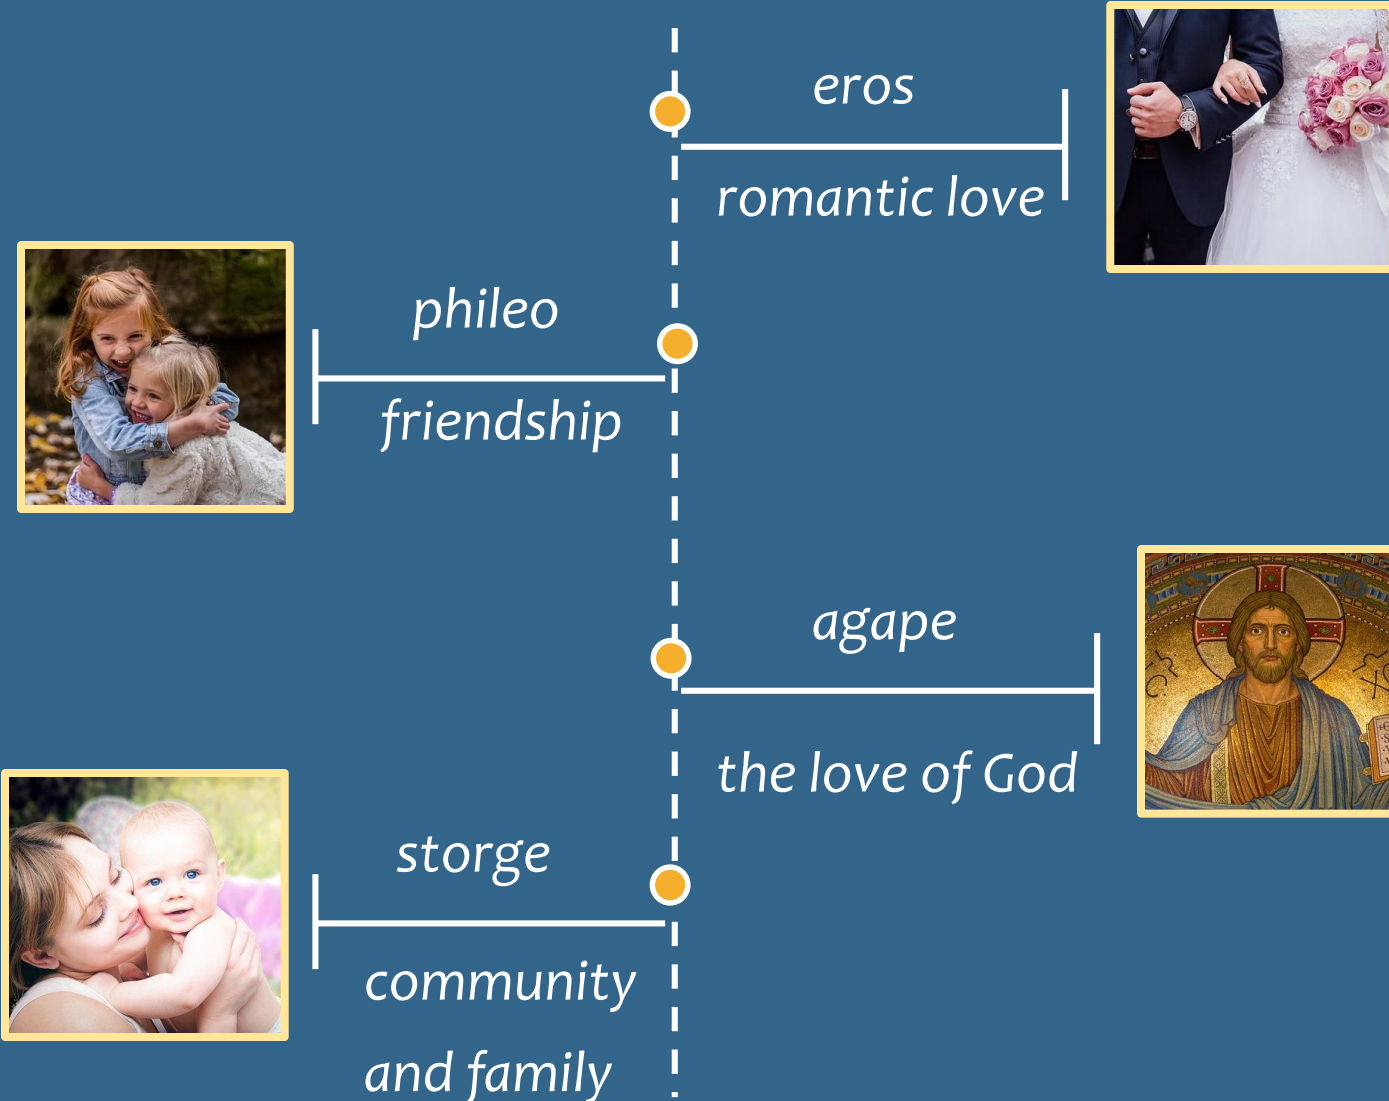 eros
romantic love
phileo
friendship
agape
the love of God
storge
community
and family